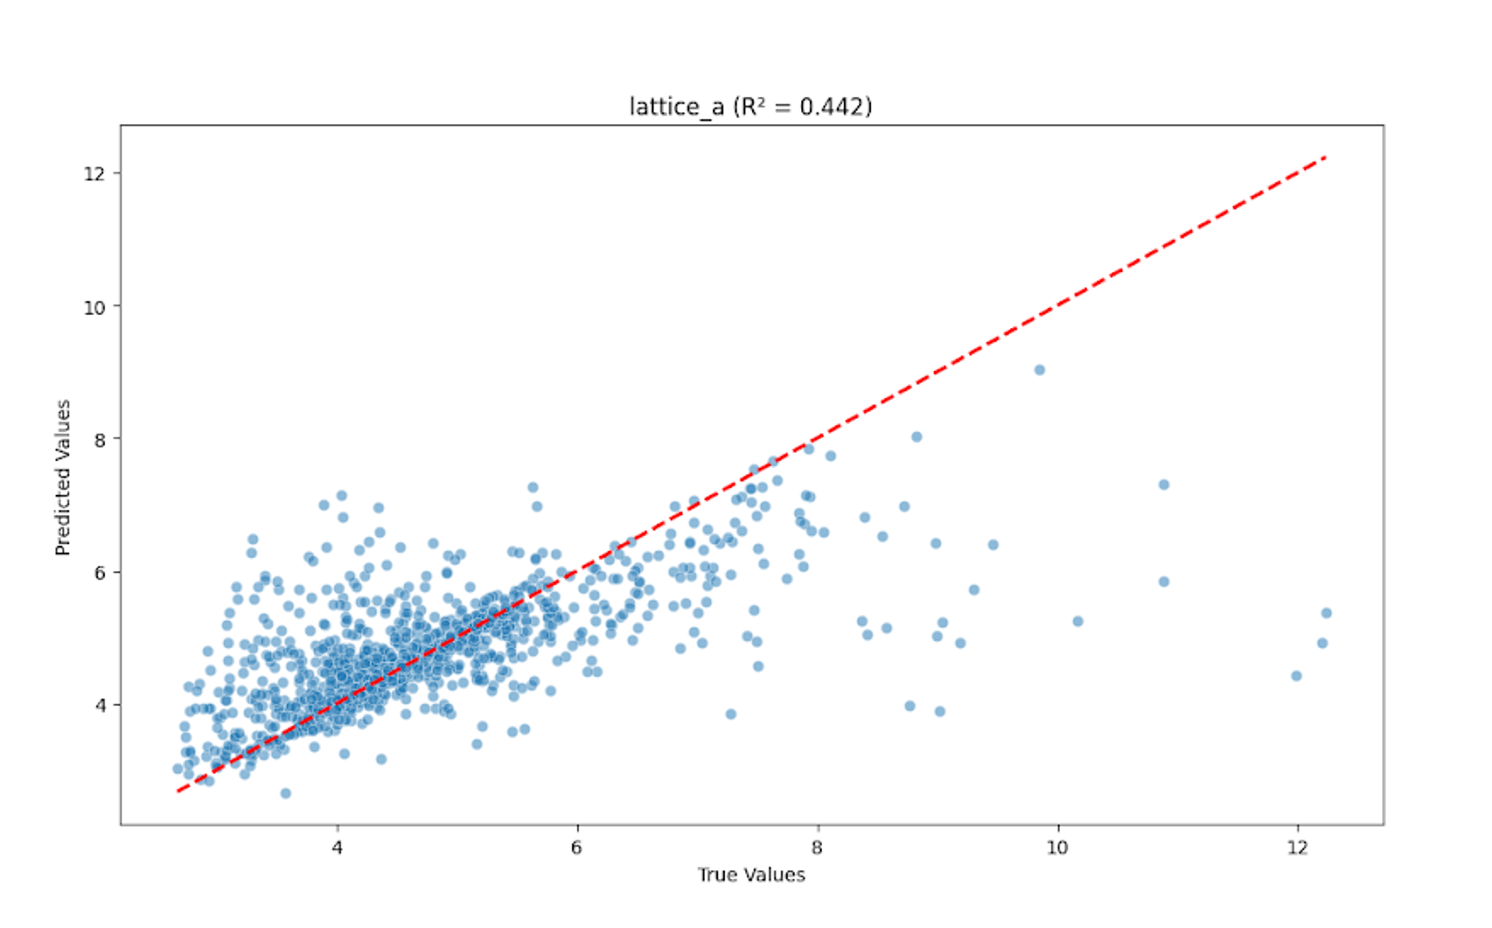 lattice_a (R² = 0.442)
12
10
8
6
4
Predicted Values
4 6 8 10 12
True Values